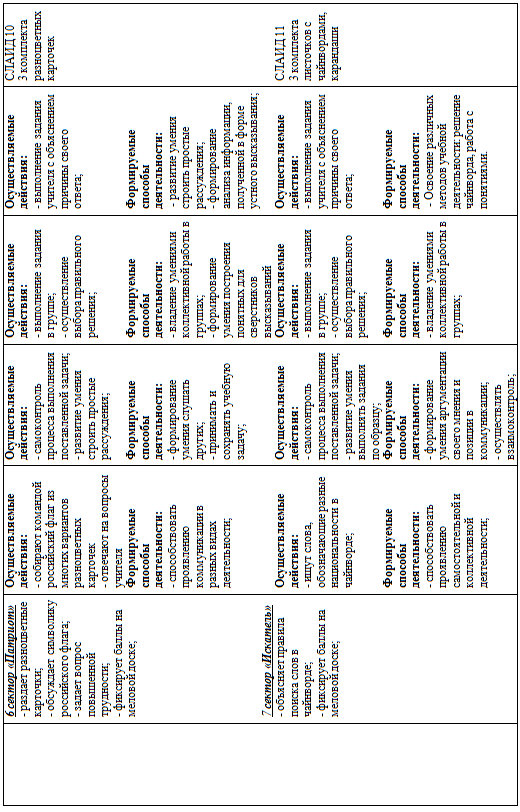 6 сектор «Патриот»
- раздает разноцветные
карточки;
- обсуждает символику
российского флага;
- задает вопрос
повышенной
трудности;
- фиксирует баллы на
меловой доске;
7 сектор «Искатель»
- объясняет правила
поиска слов в
чайнворде;
- фиксирует баллы на
меловой доске;
Осуществляемые
действия:
- собирают командой
российский флаг из
многих вариантов
разноцветных
карточек
- отвечают на вопросы
учителя
Формируемые
способы
деятельности:
- способствовать
проявлению
коммуникации в
разных видах
деятельности;
Осуществляемые
действия:
- ищут слова,
обозначающие разные
национальности в
чайнворде;
Формируемые
способы
деятельности:
- способствовать
проявлению
самостоятельной и
коллективной
деятельности;
Осуществляемые
действия:
- самоконтроль
процесса выполнения
поставленной задачи;
- развитие умения
строить простые
рассуждения;
Формируемые
способы
деятельности:
- формирование
умения слушать
других;
- принимать и
сохранять учебную
задачу;
Осуществляемые
действия:
- самоконтроль
процесса выполнения
поставленной задачи;
- развитие умения
выполнять задания
по образцу;
Формируемые
способы
деятельности:
- формирование
умения аргументации
своего мнения и
позиции в
коммуникации;
- осуществлять
взаимоконтроль;
Осуществляемые
действия:
- выполнение задания
в группе;
- осуществление
выбора правильного
решения;
Формируемые
способы
деятельности:
- владение умениями
коллективной работы в
группах;
- формирование
умения построения
понятных для
сверстников
высказываний
Осуществляемые
действия:
- выполнение задания
в группе;
- осуществление
выбора правильного
решения;
Формируемые
способы
деятельности:
- владение умениями
коллективной работы в
группах;
Осуществляемые
действия:
- выполнение задания
учителя с объяснением
причины своего
ответа;
Формируемые
способы
деятельности:
- развитие умения
строить простые
рассуждения;
- формирование
анализа информации,
полученной в форме
устного высказывания;
Осуществляемые
действия:
- выполнение задания
учителя с объяснением
причины своего
ответа;
Формируемые
способы
деятельности:
- Освоение различных
методов учебной
деятельности: решение
чайнворда, работа с
понятиями.
СЛАЙД 10
3 комплекта
разноцветных
карточек
СЛАЙД 11
3 комплекта
листочков с
чайнвордами,
карандаши